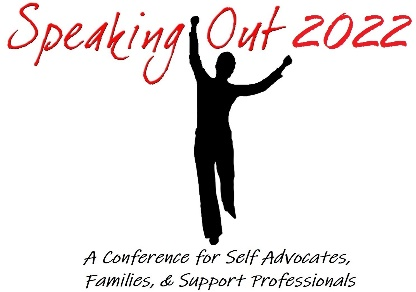 Speaking Out 2022
A Conference for Self Advocates,
Families, & Support Professionals